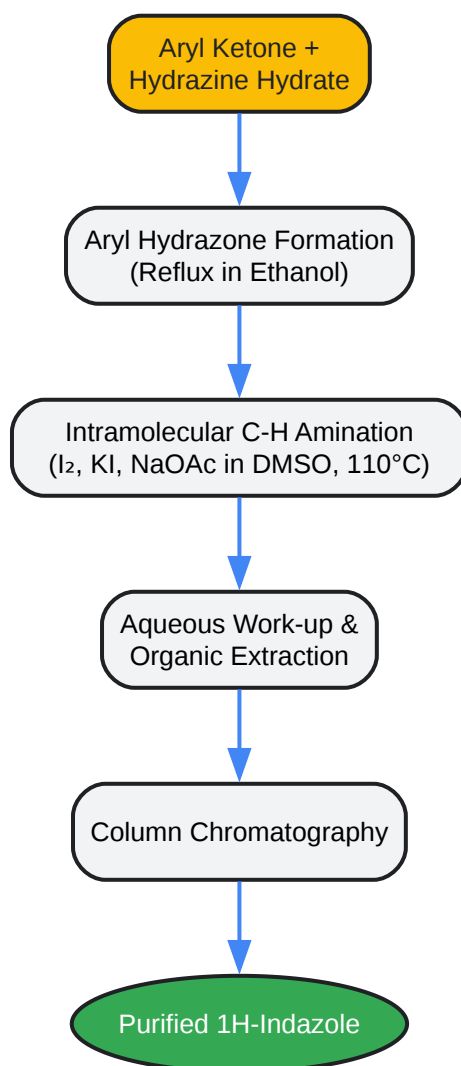 Aryl Ketone +
Hydrazine Hydrate
Aryl Hydrazone Formation
(Reflux in Ethanol)
Intramolecular C-H Amination
(I₂, KI, NaOAc in DMSO, 110°C)
Aqueous Work-up &
Organic Extraction
Column Chromatography
Purified 1H-Indazole